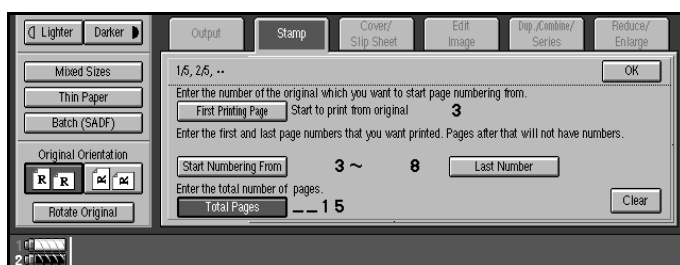 Lighter Darker
Output
Stamp
Cover/
Slip Sheet
Edit
Image
Dup./Combine/
Series
Reduce/
Enlarge
Mixed Sizes
Thin Paper
Batch (SADF)
Original Orientation
R R R R
Rotate Original
1/5, 2/5, --
OK
Enter the number of the original which you want to start page numbering from.
First Printing Page Start to print from original 3
Enter the first and last page numbers that you want printed. Pages after that will not have numbers.
Start Numbering From 3 ~ 8 Last Number
Enter the total number of pages.
Total Pages _ _ 1 5
Clear
1
2